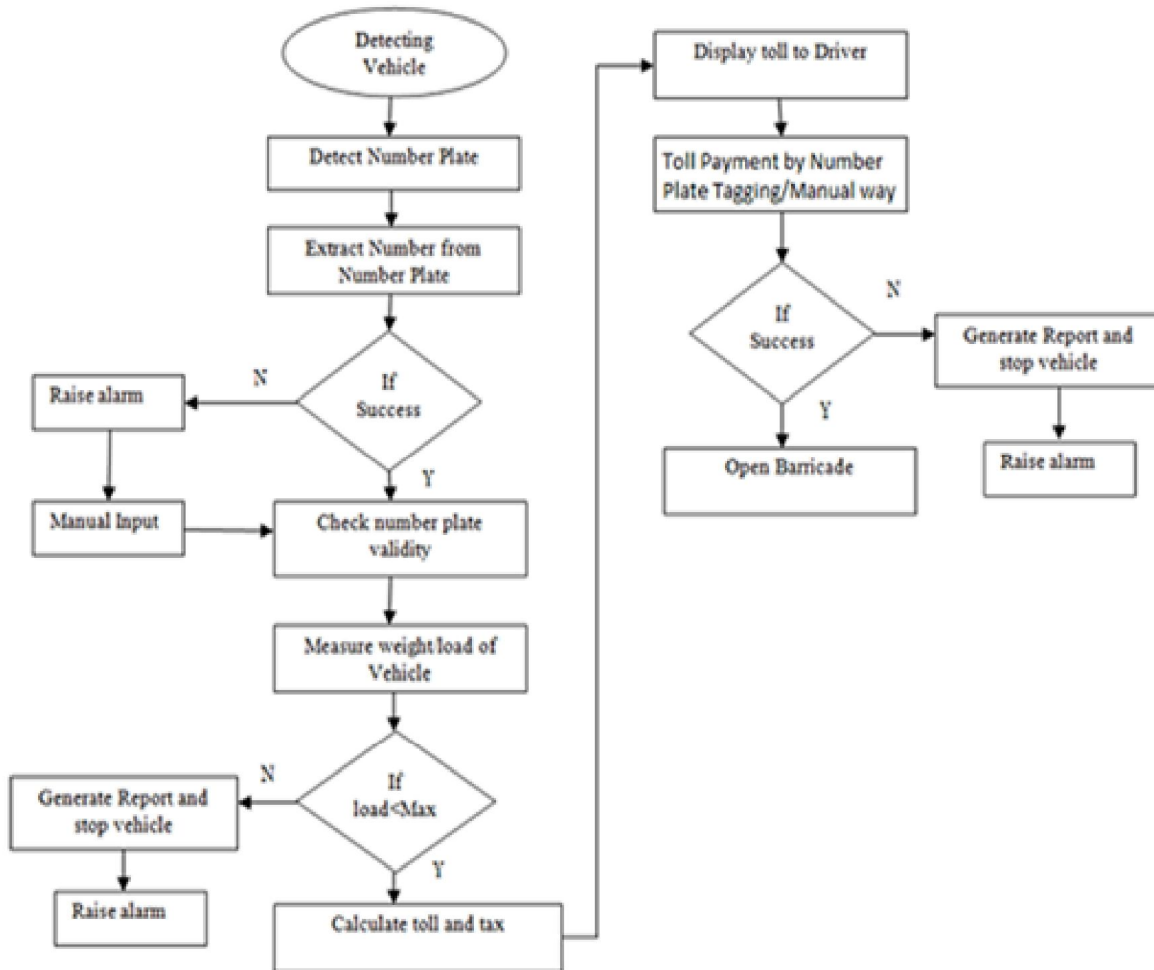 Detecting
Vehicle
Detect Number Plate
Extract Number from
Number Plate
If
Success
N
Raise alarm
Manual Input
Y
Check number plate
validity
Measure weight/load of
Vehicle
If
load<Max
N
Generate Report and
stop vehicle
Raise alarm
Y
Calculate toll and tax
Display toll to Driver
Toll Payment by Number
Plate Tagging/Manual way
If
Success
N
Generate Report and
stop vehicle
Raise alarm
Y
Open Barricade